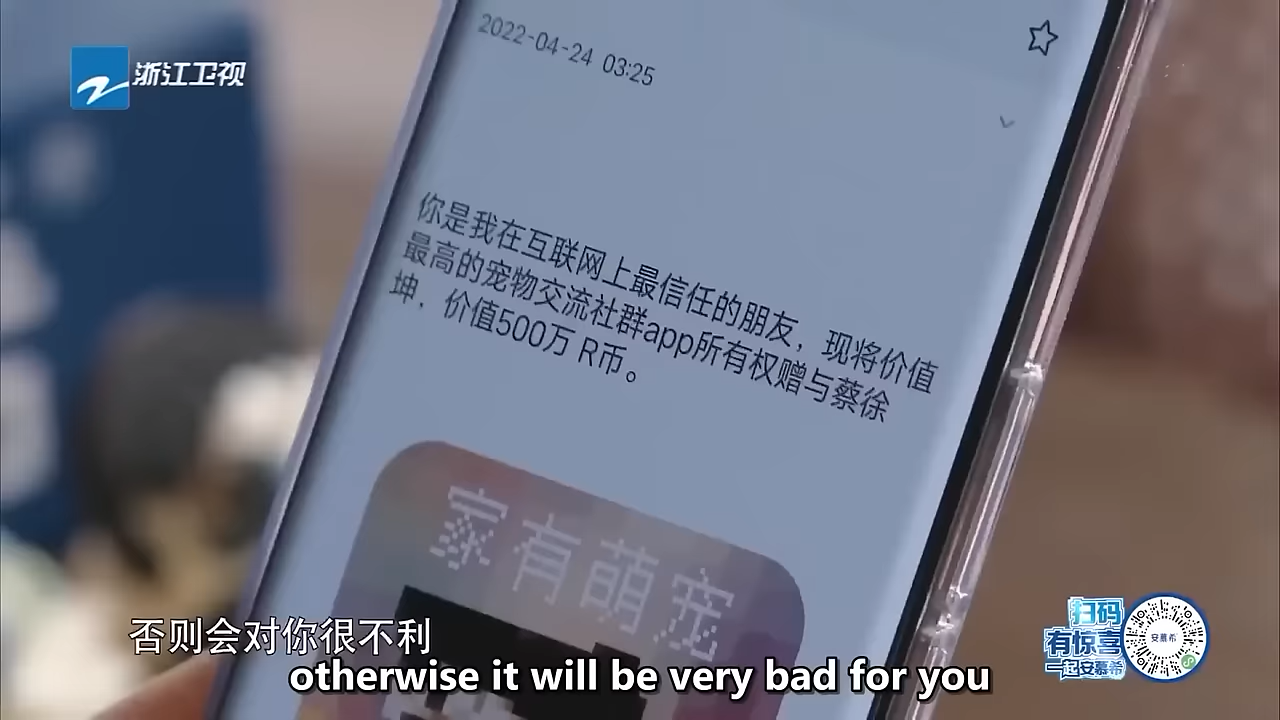 浙江卫视
2022-04-24 03:25
你是我在互联网上最信任的朋友，现将价值
最高的宠物交流社群app所有权赠与蔡徐
坤，价值500万 R币。
家有萌宠
否则会对你很不利
otherwise it will be very bad for you
扫码
有惊喜
一起安慕希
安慕希